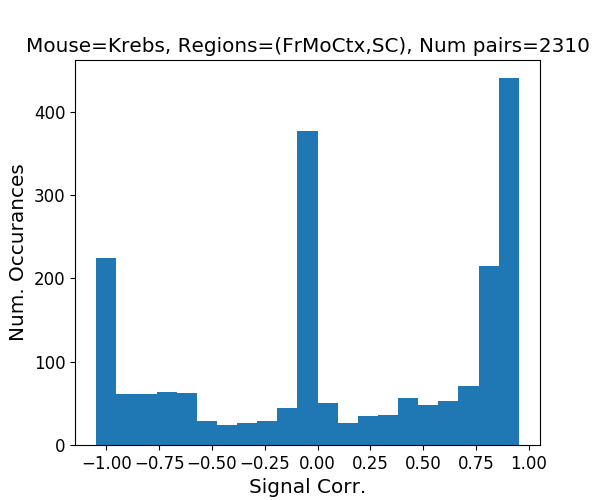 Mouse=Krebs, Regions=(FrMoCtx,SC), Num pairs=2310
Num. Occurances
400
300
200
100
0
−1.00 −0.75 −0.50 −0.25 0.00 0.25 0.50 0.75 1.00
Signal Corr.